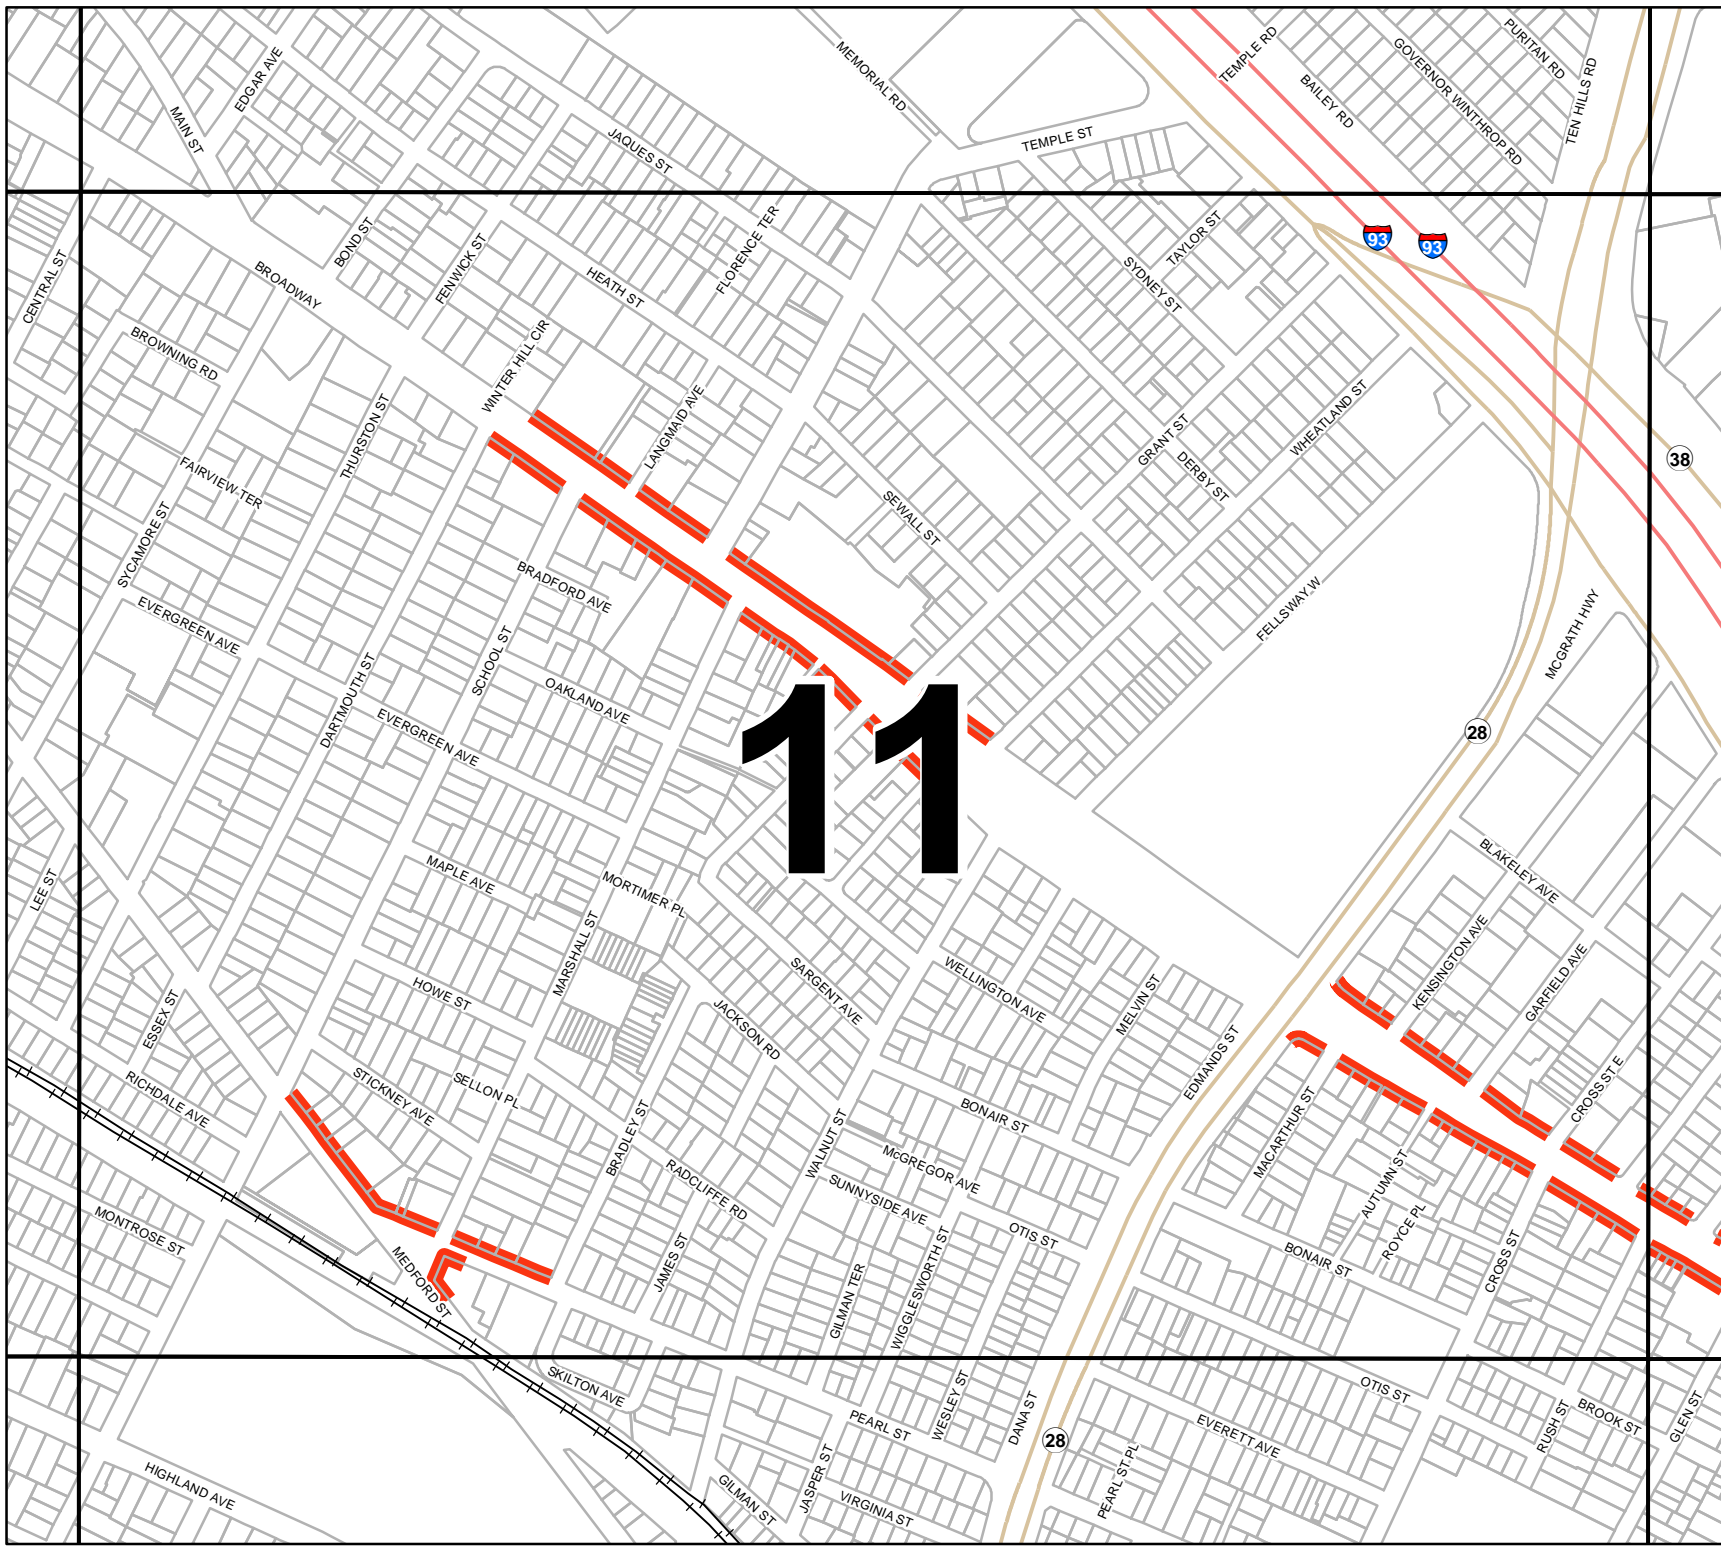 PURITAN RD
GOVERNOR WINTHROP RD
TEMPLE RD
BAILEY RD
TEN HILLS RD
MEMORIAL RD
EDGAR AVE
MAIN ST
JAQUES ST
TEMPLE ST
CENTRAL ST
BOND ST
FENWICK ST
FLORENCE TER
TAYLOR ST
SYDNEY ST
93
93
BROADWAY
HEATH ST
BROWNING RD
WINTER HILL CIR
THURSTON ST
LANGMAID AVE
GRANT ST
WHEATLAND ST
DERBY ST
38
FAIRVIEW TER
SYCAMORE ST
SEWALL ST
BRADFORD AVE
FELLSWAY W
MCGRATH HWY
EVERGREEN AVE
SCHOOL ST
DARTMOUTH ST
OAKLAND AVE
EVERGREEN AVE
11
28
LEE ST
MAPLE AVE
MORTIMER PL
MARSHALL ST
BLAKELEY AVE
KENSINGTON AVE
GARFIELD AVE
ESSEX ST
HOWE ST
SARGENT AVE
WELLINGTON AVE
MELVIN ST
JACKSON RD
EDMANDS ST
CROSS ST E
RICHDALE AVE
STICKNEY AVE
SELLON PL
BRADLEY ST
BONAIR ST
WALNUT ST
MACARTHUR ST
RADCLIFFE RD
McGREGOR AVE
SUNNYSIDE AVE
AUTUMN ST
ROYCE PL
MONTROSE ST
MEDFORD ST
JAMES ST
OTIS ST
GILMAN TER
WIGGLESWORTH ST
BONAIR ST
CROSS ST
SKILTON AVE
WESLEY ST
DANA ST
PEARL ST
OTIS ST
BROOK ST
RUSH ST
GLEN ST
28
EVERETT AVE
HIGHLAND AVE
GILMAN ST
JASPER ST
VIRGINIA ST
PEARL ST PL